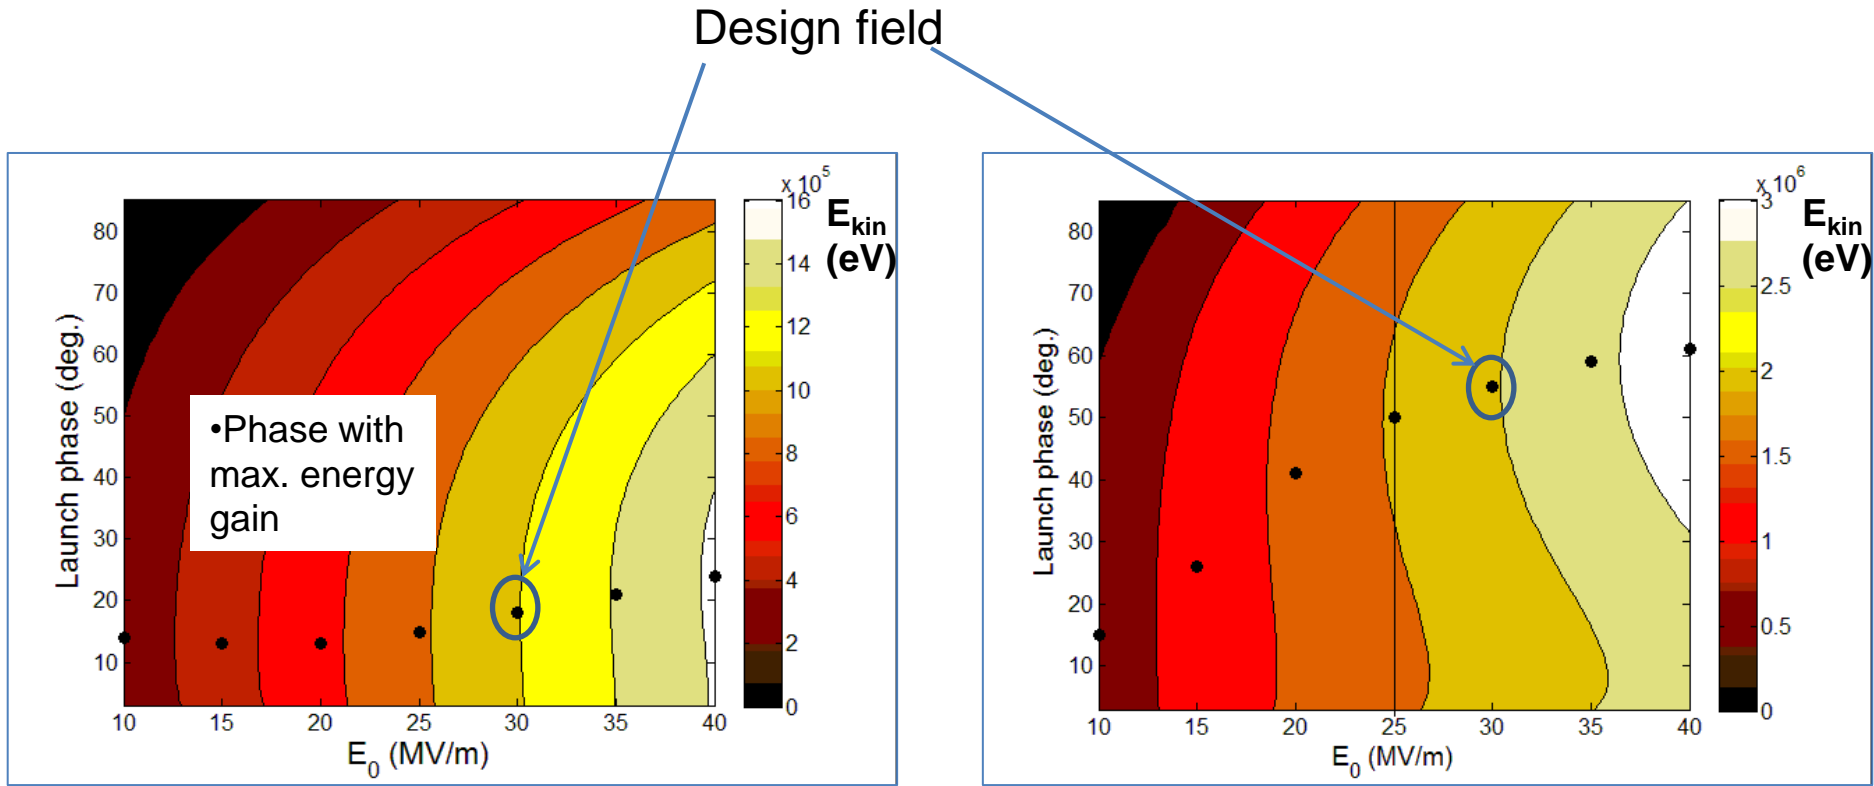 Design field
x 10^5
E_kin
(eV)
16
14
12
10
8
6
4
2
0
80
70
60
50
40
30
20
10
Launch phase (deg.)
•Phase with
max. energy
gain
10 15 20 25 30 35 40
E_0 (MV/m)
x 10^6
E_kin
(eV)
3
2.5
2
1.5
1
0.5
0
80
70
60
50
40
30
20
10
Launch phase (deg.)
10 15 20 25 30 35 40
E_0 (MV/m)